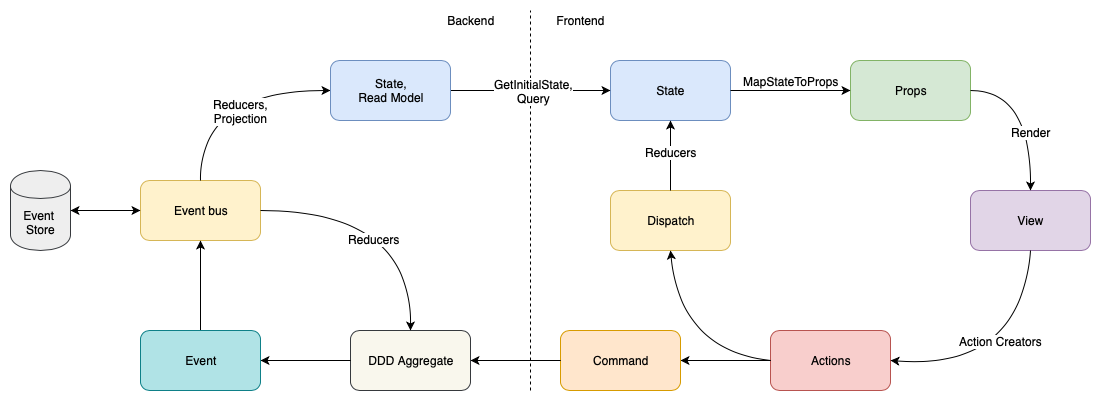 Backend
Frontend
State,
Read Model
GetInitialState,
Query
State
MapStateToProps
Props
Reducers,
Projection
Render
Reducers
Event
Store
Event bus
Reducers
Dispatch
View
Action Creators
Event
DDD Aggregate
Command
Actions